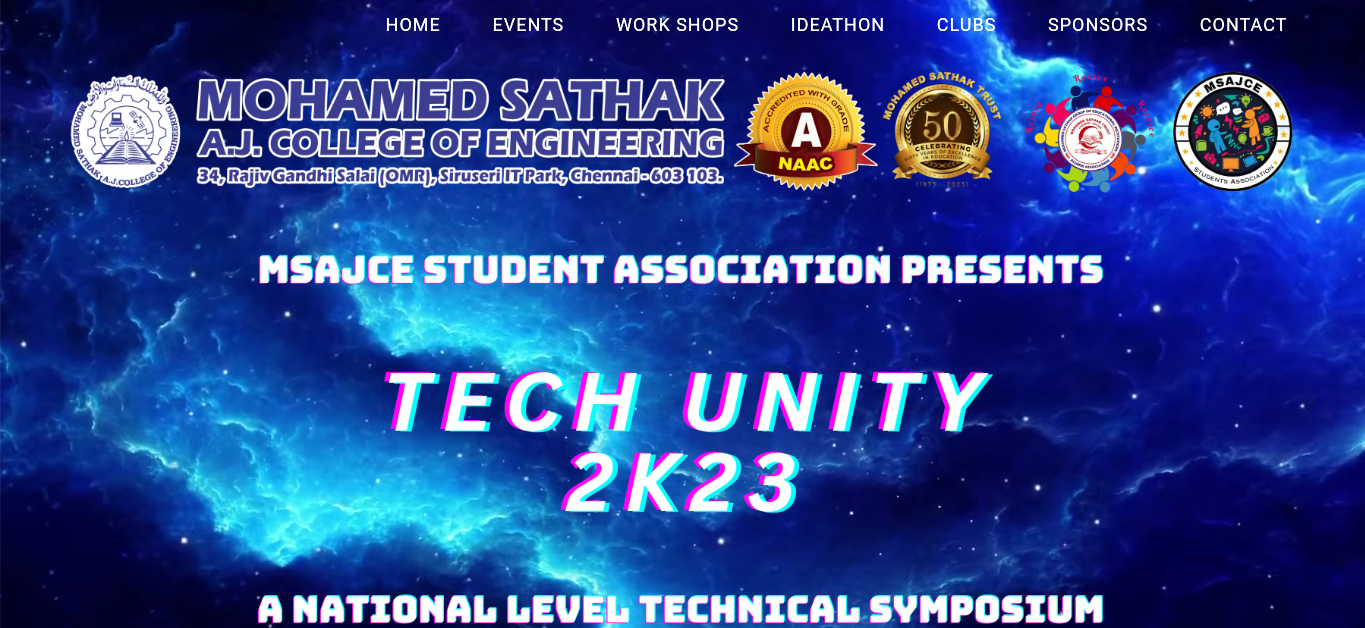 HOME EVENTS WORK SHOPS IDEATHON CLUBS SPONSORS CONTACT
MOHAMED SATHAK
A.J. COLLEGE OF ENGINEERING
34, Rajiv Gandhi Salai (OMR), Siruseri IT Park, Chennai - 603 103.
MOHAMED SATHAK A.J. COLLEGE OF ENGINEERING
ACCREDITED WITH GRADE
A
NAAC
MOHAMED SATHAK TRUST
50
CELEBRATING
FIFTY YEARS OF EXCELLENCE
IN EDUCATION
(1973 - 2023)
MSAJCE
STUDENTS ASSOCIATION
MSAJCE STUDENT ASSOCIATION PRESENTS
TECH UNITY
2K23
A NATIONAL LEVEL TECHNICAL SYMPOSIUM